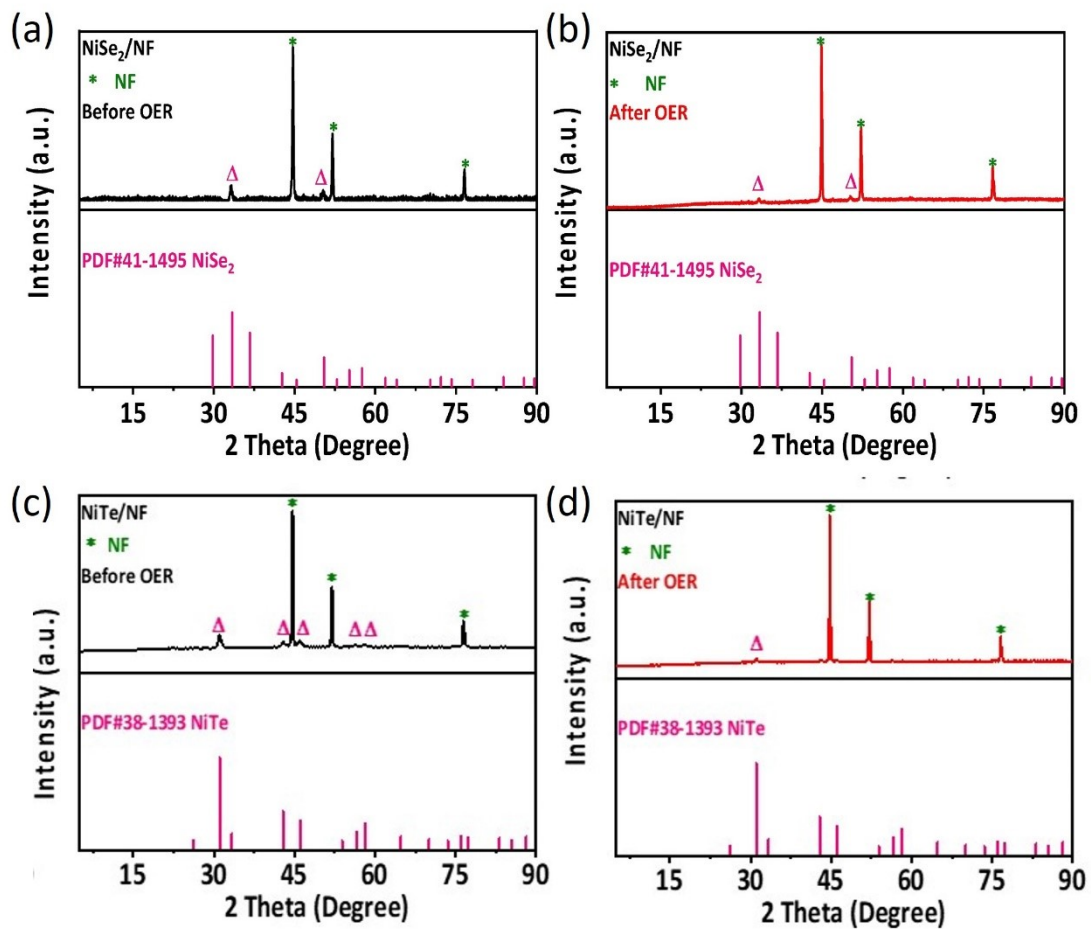 (a)
NiSe₂/NF
* NF
Before OER
Δ
Δ
*
*
*
PDF#41-1495 NiSe₂
Intensity (a.u.)
15 30 45 60 75 90
2 Theta (Degree)
(b)
NiSe₂/NF
* NF
After OER
Δ
Δ
*
*
*
PDF#41-1495 NiSe₂
Intensity (a.u.)
15 30 45 60 75 90
2 Theta (Degree)
(c)
NiTe/NF
* NF
Before OER
Δ
Δ Δ
Δ Δ
*
*
*
PDF#38-1393 NiTe
Intensity (a.u.)
15 30 45 60 75 90
2 Theta (Degree)
(d)
NiTe/NF
* NF
After OER
Δ
*
*
*
PDF#38-1393 NiTe
Intensity (a.u.)
15 30 45 60 75 90
2 Theta (Degree)